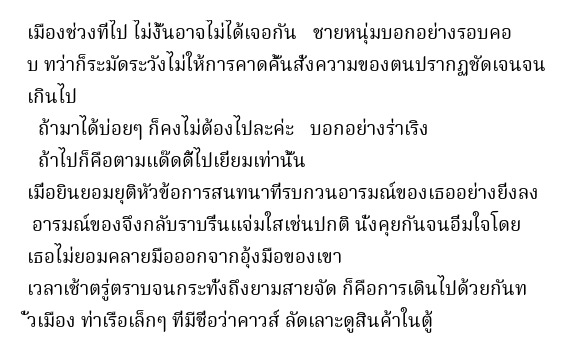 เมืองช่วงที่ไป ไม่งั้นอาจไม่ได้เจอกัน   ชายหนุ่มบอกอย่างรอบคอ
บ ทว่าก็ระมัดระวังไม่ให้การคาดคั้นสั่งความของตนปรากฏชัดเจนจน
เกินไป
ถ้ามาได้บ่อยๆ ก็คงไม่ต้องไปละค่ะ   บอกอย่างร่าเริง
ถ้าไปก็คือตามแด๊ดดี้ไปเยี่ยมเท่านั้น
เมื่อยินยอมยุติหัวข้อการสนทนาที่รบกวนอารมณ์ของเธออย่างยิ่งลง
อารมณ์ของจึงกลับราบรื่นแจ่มใสเช่นปกติ นั่งคุยกันจนอิ่มใจโดย
เธอไม่ยอมคลายมือออกจากอุ้งมือของเขา
เวลาเช้าตรู่ตราบจนกระทั่งถึงยามสายจัด ก็คือการเดินไปด้วยกันท
ั่วเมือง ท่าเรือเล็กๆ ที่มีชื่อว่าคาวส์ ลัดเลาะดูสินค้าในตู้